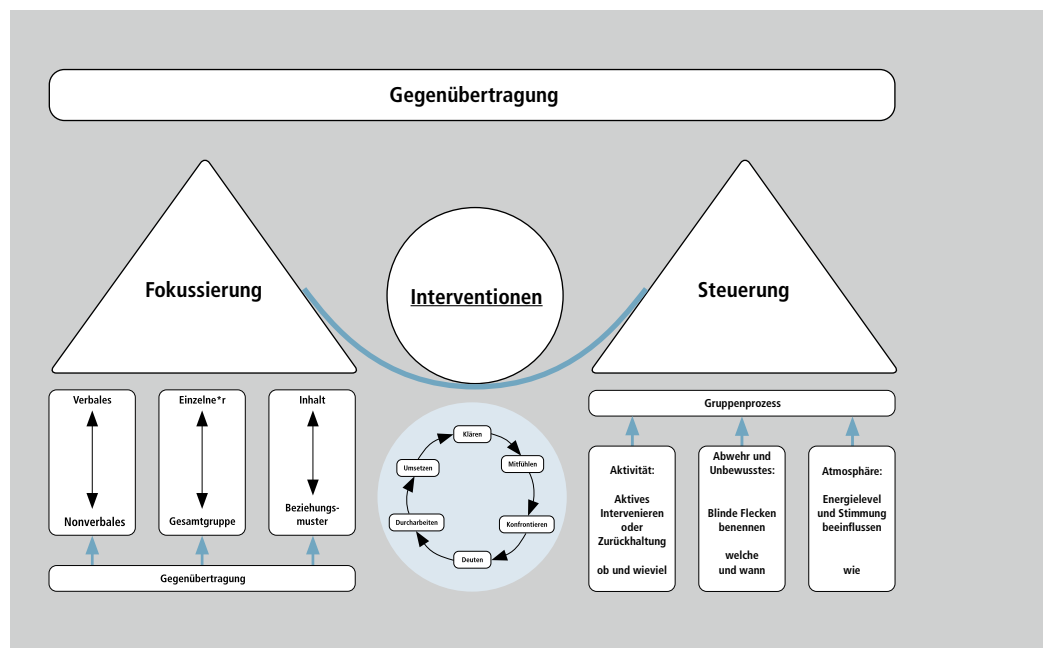 Gegenübertragung
Fokussierung
Interventionen
Steuerung
Verbales
Nonverbales
Einzelne*r
Gesamtgruppe
Inhalt
Beziehungs-
muster
Gegenübertragung
Klären
Mitfühlen
Konfrontieren
Deuten
Durcharbeiten
Umsetzen
Gruppenprozess
Aktivität:
Aktives
Intervenieren
oder
Zurückhaltung
ob und wieviel
Abwehr und
Unbewusstes:
Blinde Flecken
benennen
welche
und wann
Atmosphäre:
Energielevel
und Stimmung
beeinflussen
wie